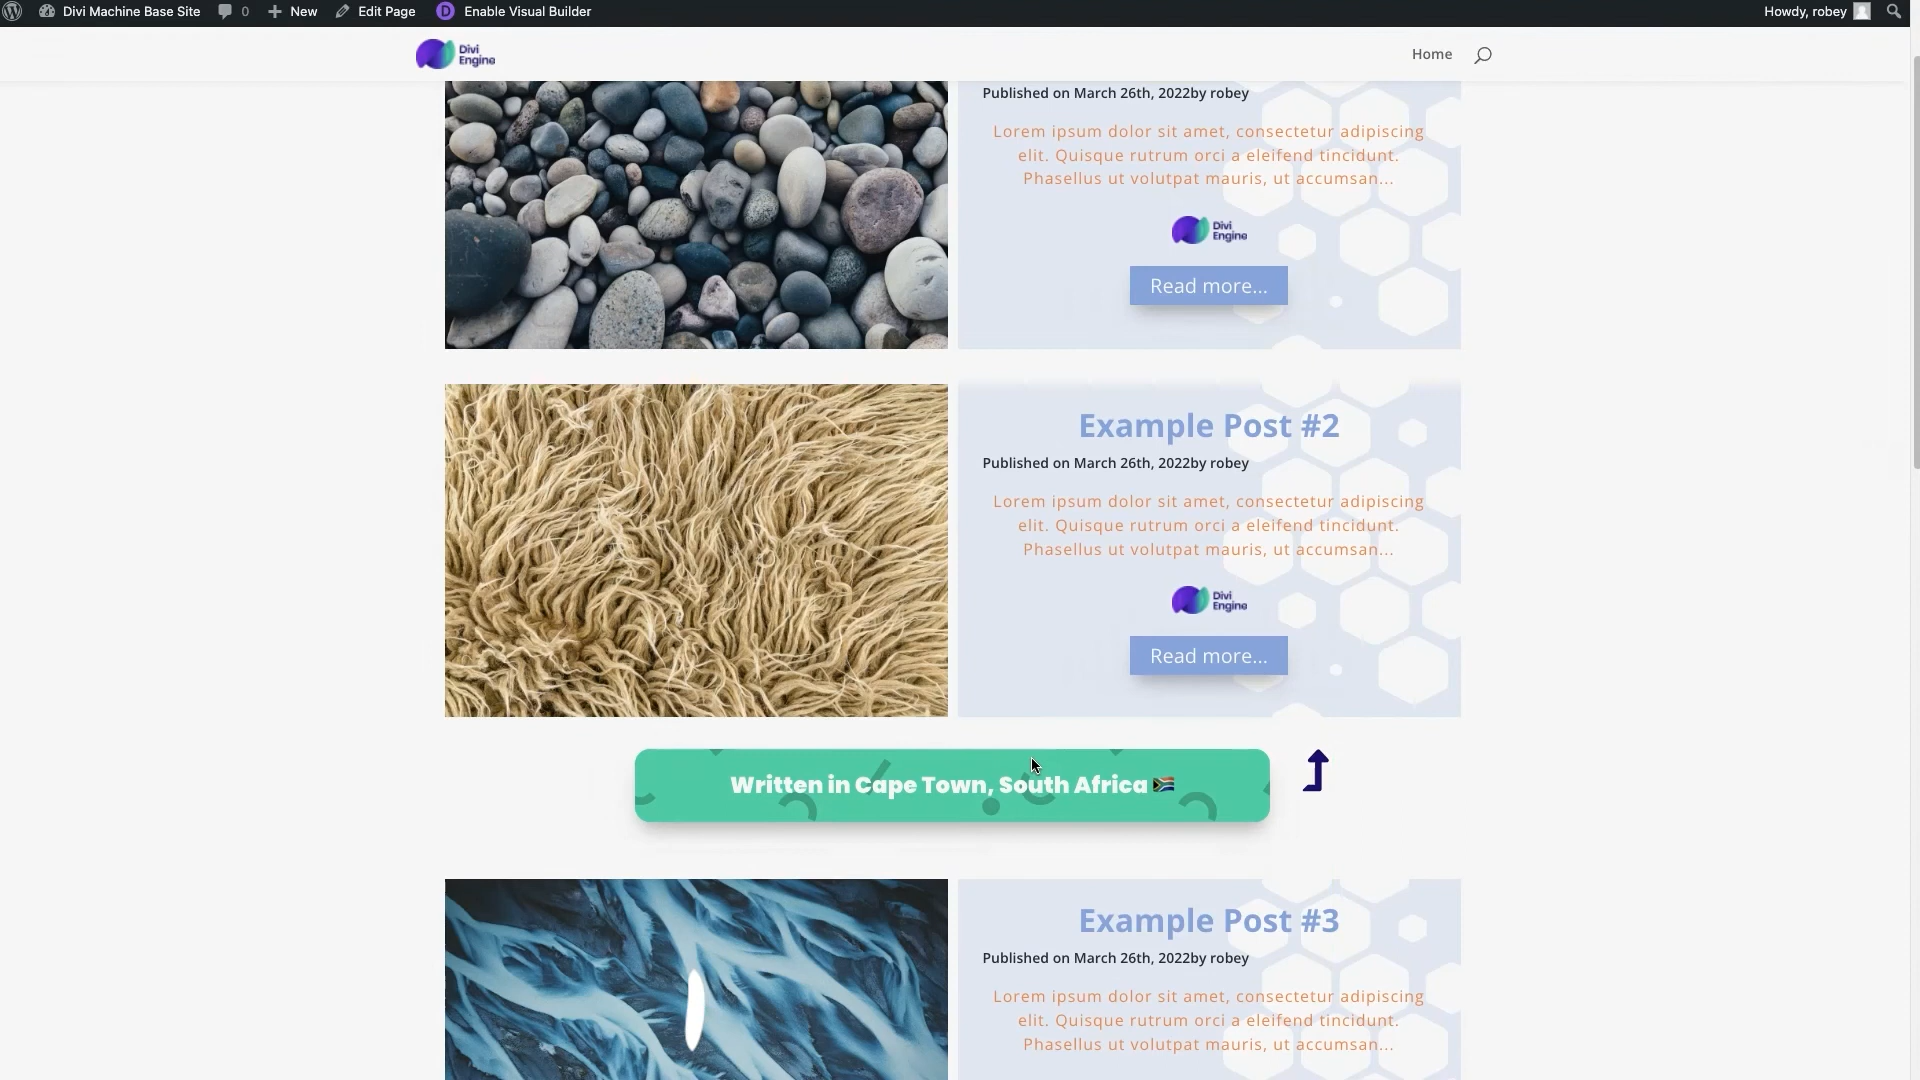 Divi Machine Base Site 0 New Edit Page D Enable Visual Builder Howdy, robey
Divi
Engine
Home
Published on March 26th, 2022by robey
Lorem ipsum dolor sit amet, consectetur adipiscing
elit. Quisque rutrum orci a eleifend tincidunt.
Phasellus ut volutpat mauris, ut accumsan...
Divi
Engine
Read more...
Example Post #2
Published on March 26th, 2022by robey
Lorem ipsum dolor sit amet, consectetur adipiscing
elit. Quisque rutrum orci a eleifend tincidunt.
Phasellus ut volutpat mauris, ut accumsan...
Divi
Engine
Read more...
Written in Cape Town, South Africa 🇿🇦
Example Post #3
Published on March 26th, 2022by robey
Lorem ipsum dolor sit amet, consectetur adipiscing
elit. Quisque rutrum orci a eleifend tincidunt.
Phasellus ut volutpat mauris, ut accumsan...